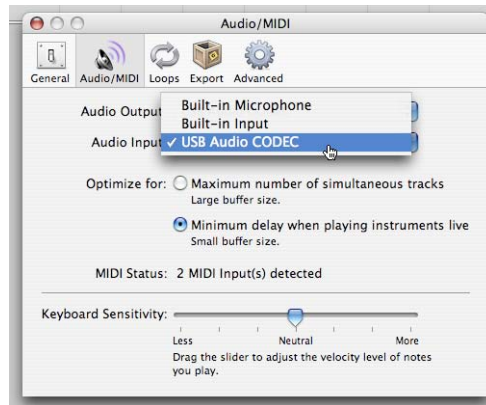 Audio/MIDI
General Audio/MIDI Loops Export Advanced
Built-in Microphone
Audio Output
Built-in Input
Audio Input ✓ USB Audio CODEC
Optimize for: Maximum number of simultaneous tracks
Large buffer size.
Minimum delay when playing instruments live
Small buffer size.
MIDI Status: 2 MIDI Input(s) detected
Keyboard Sensitivity:
Less Neutral More
Drag the slider to adjust the velocity level of notes
you play.